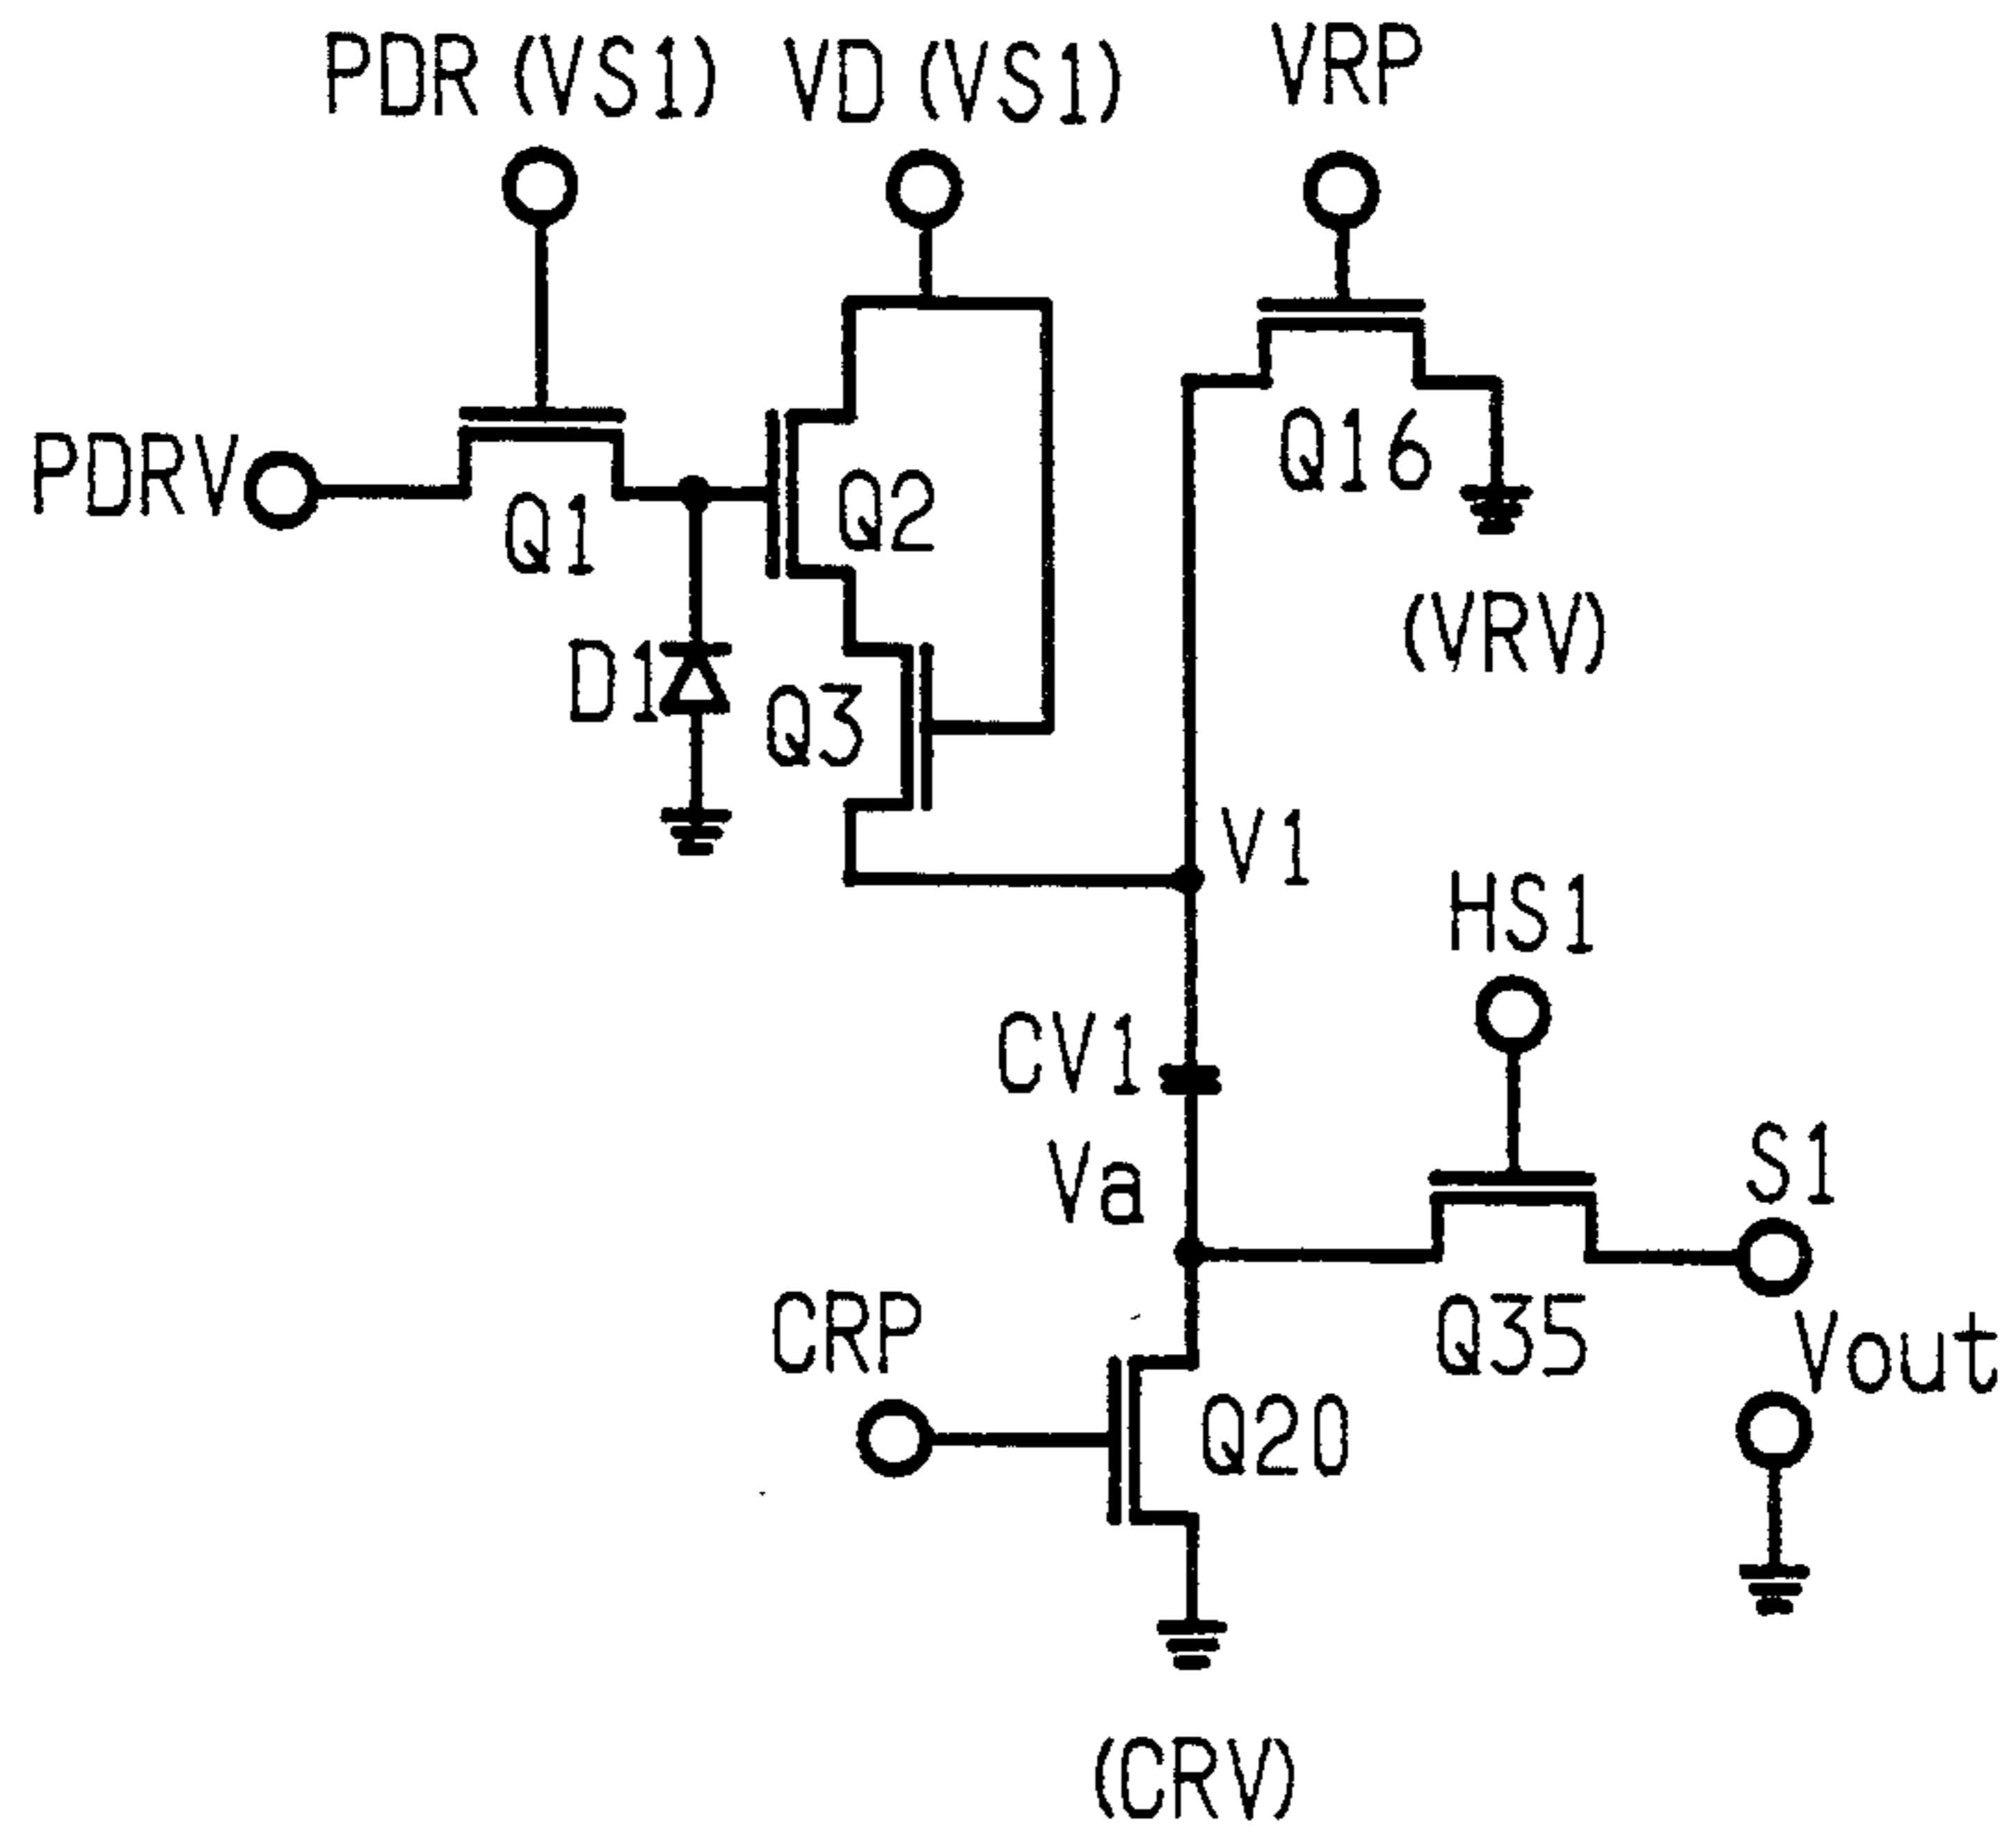 PDR (VS1)
VD (VS1)
VRP
PDRV
Q1
Q2
Q16
(VRV)
D1
Q3
V1
HS1
CV1
Va
S1
CRP
Q35
Vout
Q20
(CRV)